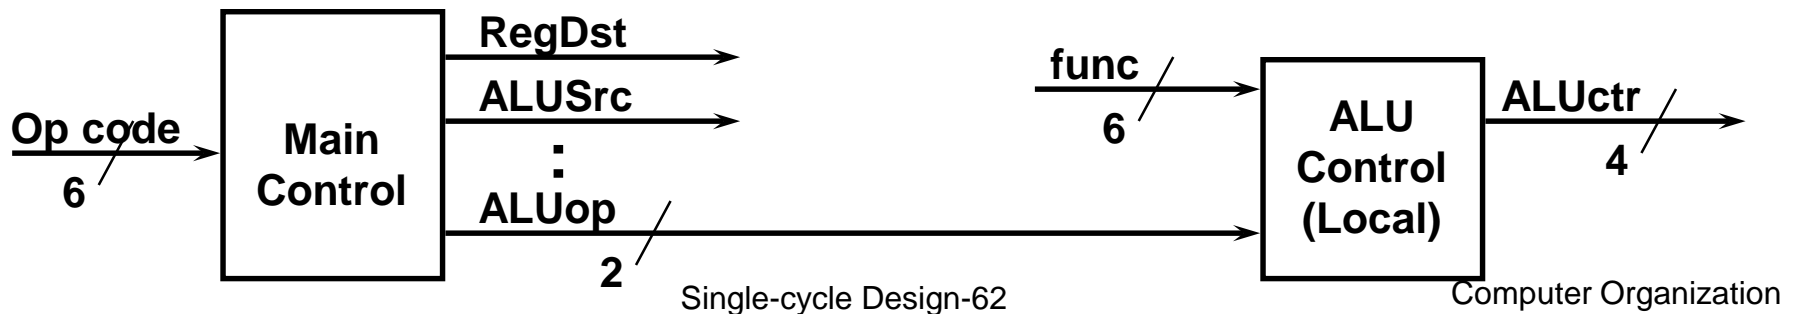 RegDst
ALUSrc
Op code
6
Main
Control
:
ALUop
2
func
6
ALU
Control
(Local)
ALUctr
4
Single-cycle Design-62
Computer Organization